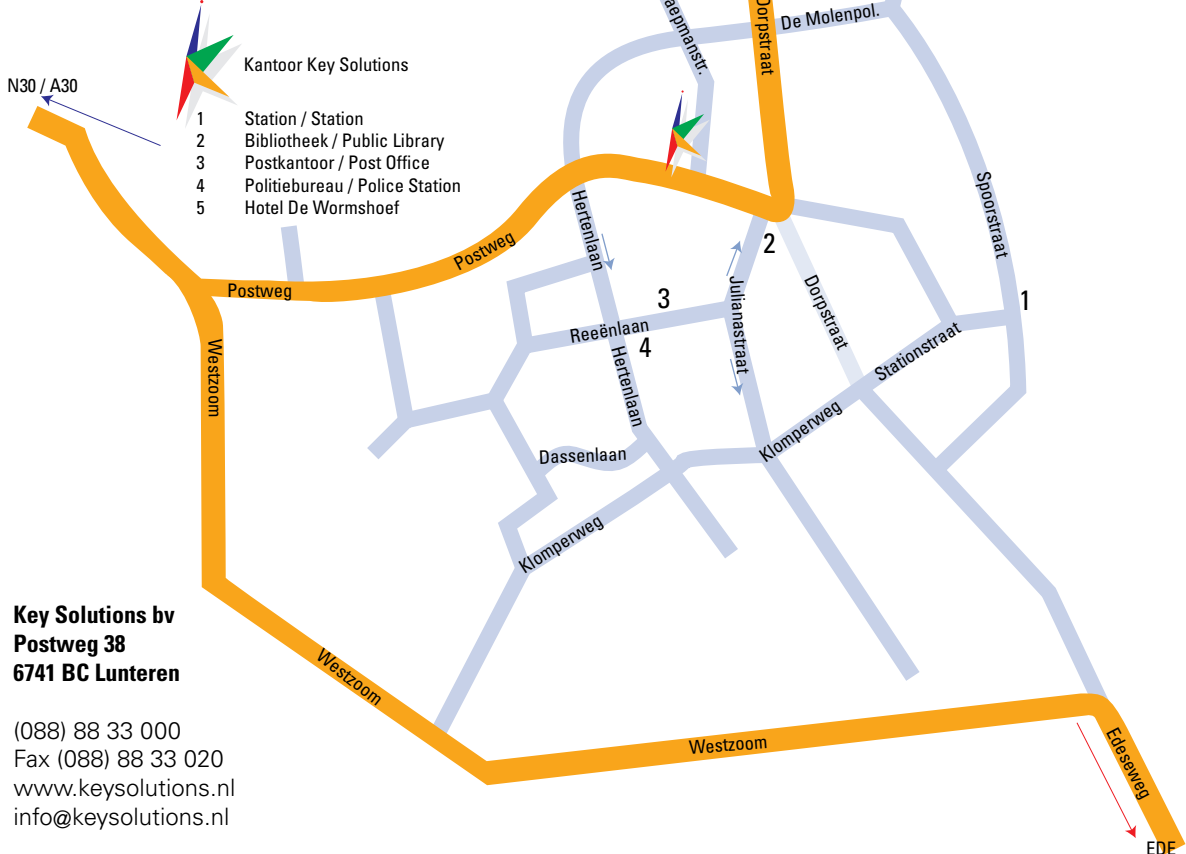 Kantoor Key Solutions
N30 / A30
1 Station / Station
2 Bibliotheek / Public Library
3 Postkantoor / Post Office
4 Politiebureau / Police Station
5 Hotel De Wormshoef
aepmanstr.
Dorpstraat
De Molenpol.
Hertenlaan
Postweg
Postweg
Spoorstraat
2
Julianastraat
Dorpstraat
1
3
Reeënlaan
4
Hertenlaan
Stationstraat
Westzoom
Klomperweg
Dassenlaan
Klomperweg
Key Solutions bv
Postweg 38
6741 BC Lunteren
(088) 88 33 000
Fax (088) 88 33 020
www.keysolutions.nl
info@keysolutions.nl
Westzoom
Westzoom
Edeseweg
EDE